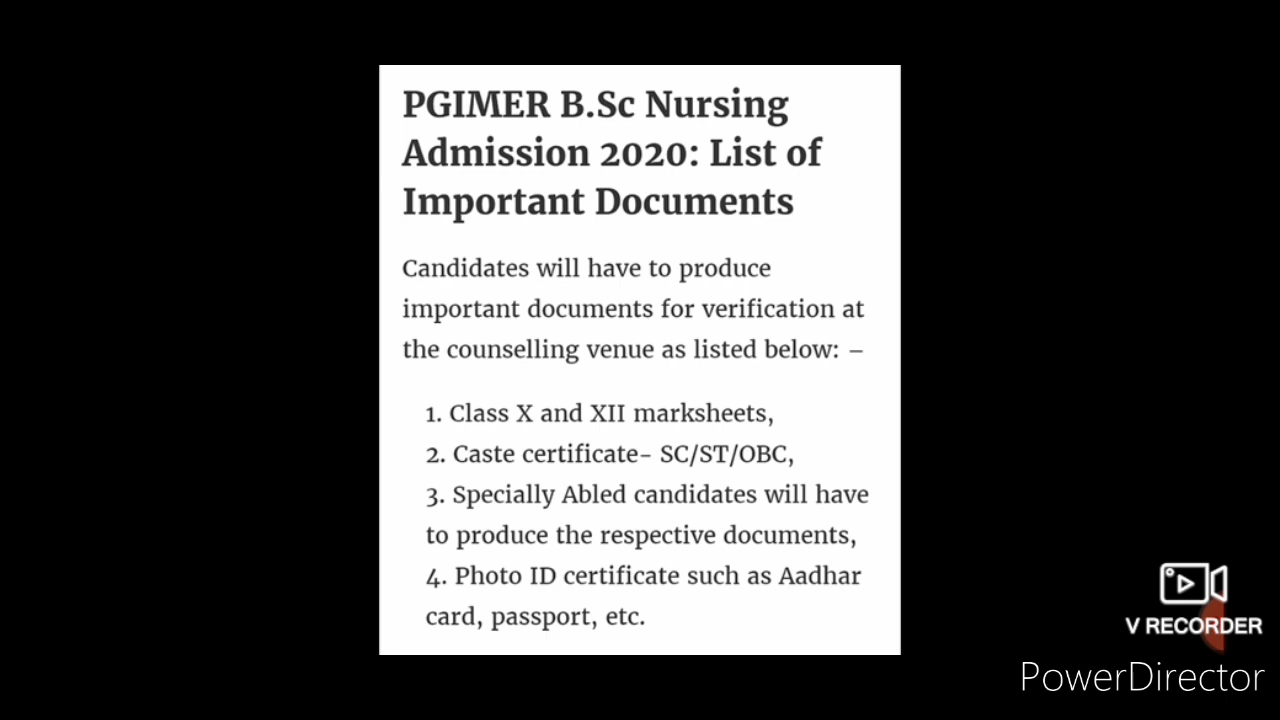 PGIMER B.Sc Nursing
Admission 2020: List of
Important Documents
Candidates will have to produce
important documents for verification at
the counselling venue as listed below: –
1. Class X and XII marksheets,
2. Caste certificate- SC/ST/OBC,
3. Specially Abled candidates will have
to produce the respective documents,
4. Photo ID certificate such as Aadhar
card, passport, etc.
V RECORDER
PowerDirector